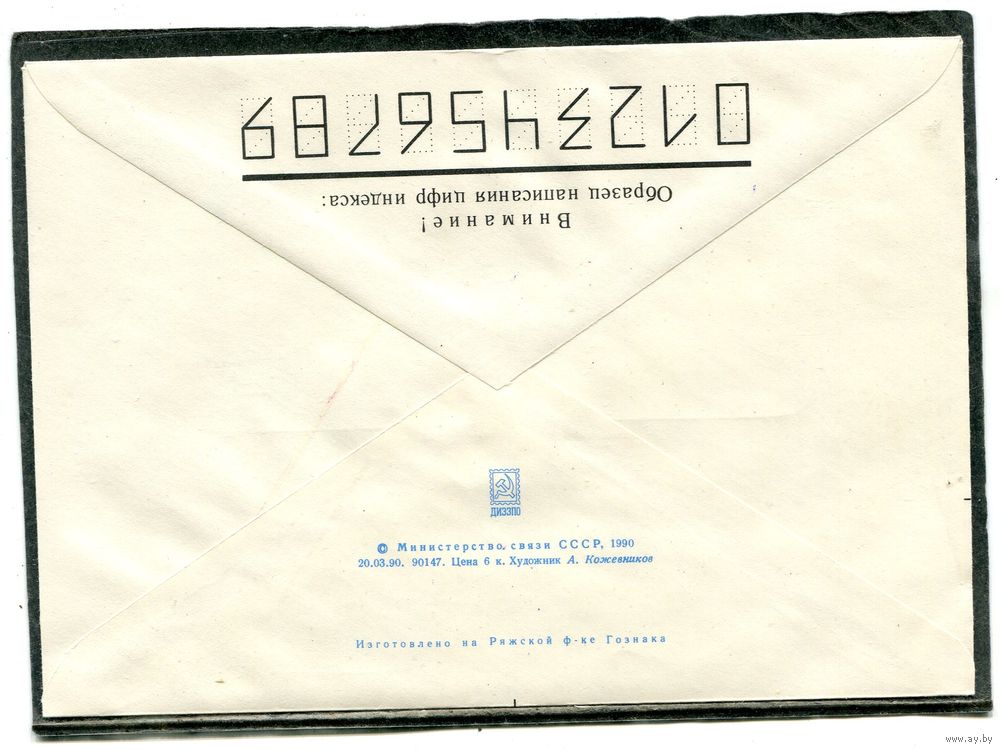 Внимание!
Образец написания цифр индекса:
0123456789
ДИЭЗПО
© Министерство связи СССР, 1990
20.03.90. 90147. Цена 6 к. Художник А. Кожевников
Изготовлено на Ряжской ф-ке Гознака
www.ay.by